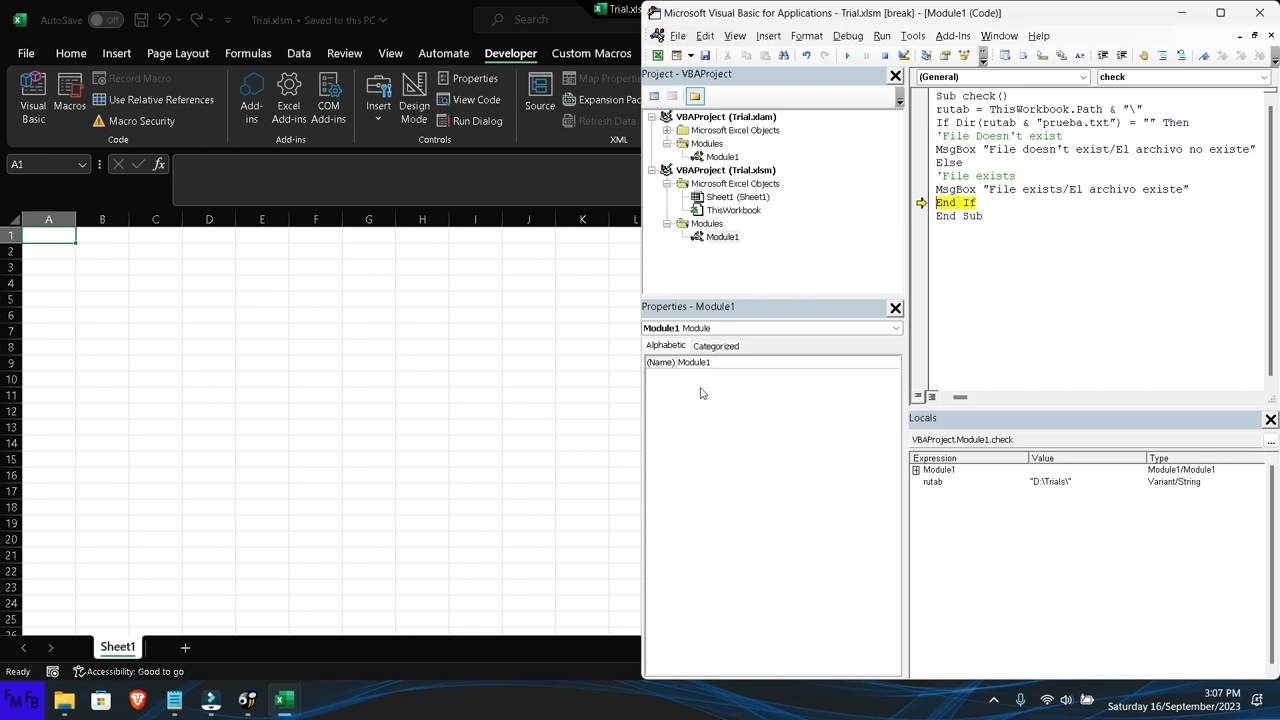 AutoSave Off
Trial.xlsm • Saved to this PC
Search
Trial.xlsm
File Home Insert Page Layout Formulas Data Review View Automate Developer Custom Macros
Visual Basic
Macros
Record Macro
Use Relative References
Macro Security
Code
Add-ins
Excel Add-ins
COM Add-ins
Add-ins
Insert
Design Mode
Properties
View Code
Run Dialog
Controls
Source
Map Properties
Expansion Packs
Refresh Data
XML
A1
fx
A B C D E F G H I J K L
1
2
3
4
5
6
7
8
9
10
11
12
13
14
15
16
17
18
19
20
21
22
23
24
25
26
Sheet1
Ready
Accessibility: Good to go
Microsoft Visual Basic for Applications - Trial.xlsm [break] - [Module1 (Code)]
File Edit View Insert Format Debug Run Tools Add-Ins Window Help
Project - VBAProject
VBAProject (Trial.xlam)
Microsoft Excel Objects
Modules
Module1
VBAProject (Trial.xlsm)
Microsoft Excel Objects
Sheet1 (Sheet1)
ThisWorkbook
Modules
Module1
Properties - Module1
Module1 Module
Alphabetic Categorized
(Name) Module1
(General) check
Sub check()
rutab = ThisWorkbook.Path & "\"
If Dir(rutab & "prueba.txt") = "" Then
'File Doesn't exist
MsgBox "File doesn't exist/El archivo no existe"
Else
'File exists
MsgBox "File exists/El archivo existe"
End If
End Sub
Locals
VBAProject.Module1.check
...
Expression Value Type
Module1 Module1/Module1
rutab "D:\Trials\" Variant/String
FM FB
3:07 PM
Saturday 16/September/2023